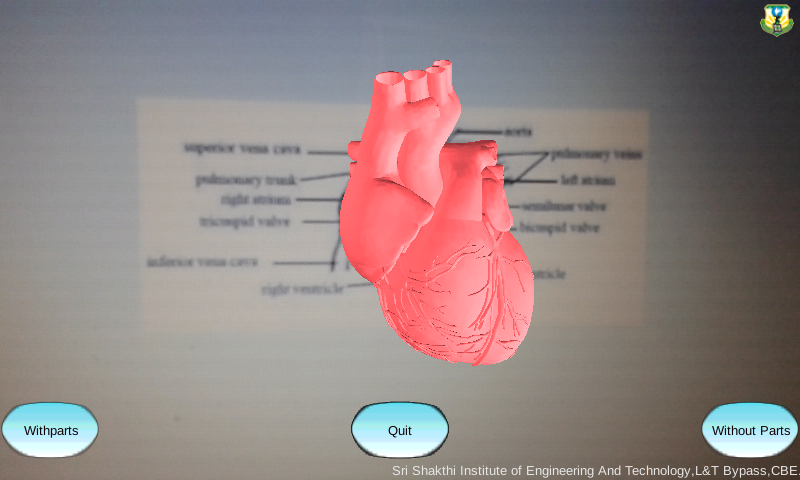 aorta
superior vena cava
pulmonary veins
pulmonary trunk
left atrium
right atrium
semilunar valve
tricuspid valve
bicuspid valve
inferior vena cava
right ventricle
Withparts
Quit
Without Parts
Sri Shakthi Institute of Engineering And Technology,L&T Bypass,CBE.